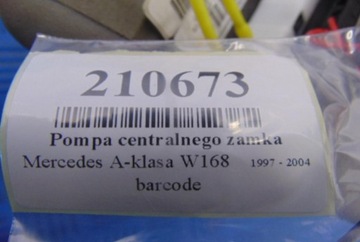 210673
Pompa centralnego zamka
Mercedes A-klasa W168 1997 - 2004
barcode